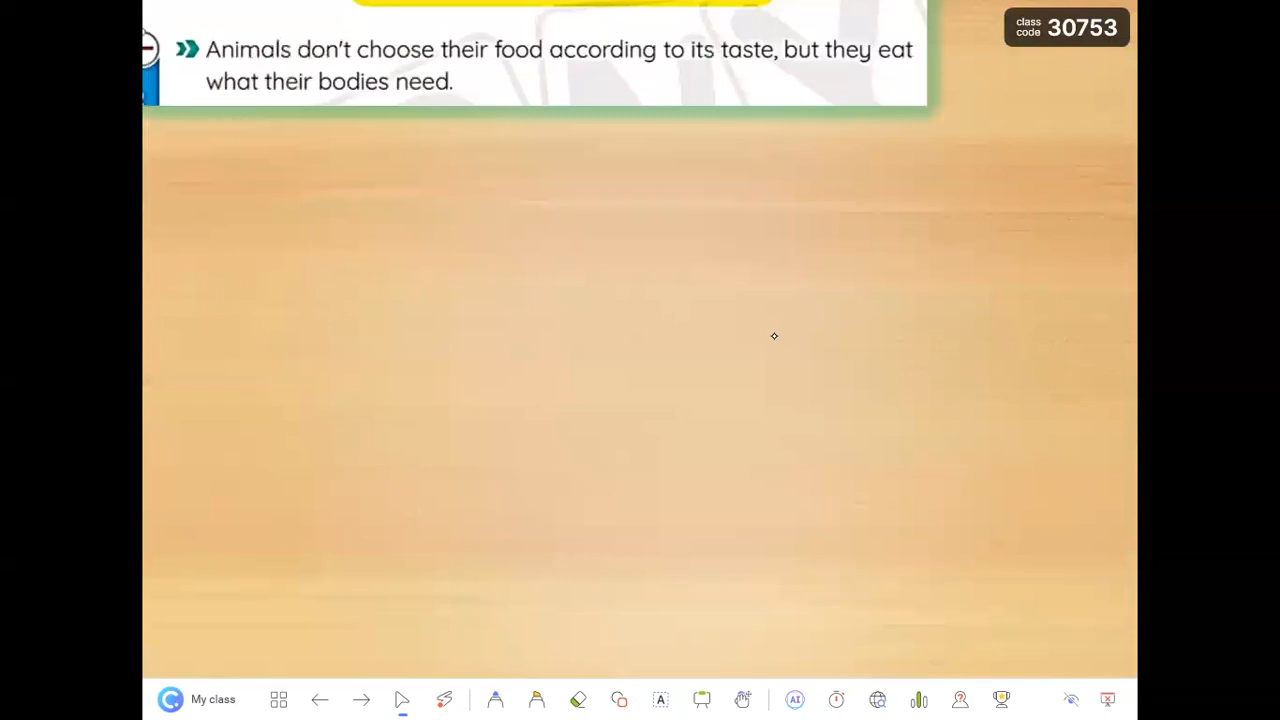 class
code 30753
Animals don't choose their food according to its taste, but they eat
what their bodies need.
My class
A
AI